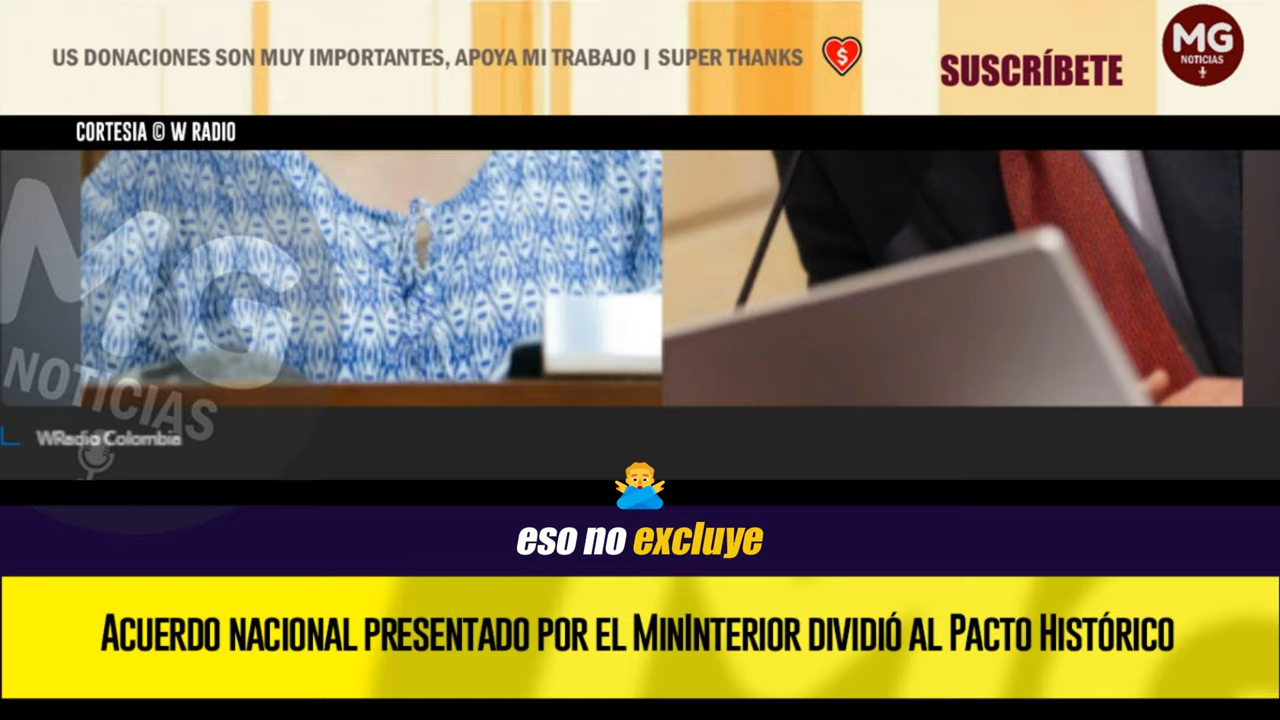 US DONACIONES SON MUY IMPORTANTES, APOYA MI TRABAJO | SUPER THANKS
$
SUSCRÍBETE
MG
NOTICIAS
CORTESIA © W RADIO
MG
NOTICIAS
WRadio Colombia
eso no excluye
ACUERDO NACIONAL PRESENTADO POR EL MININTERIOR DIVIDIÓ AL PACTO HISTÓRICO